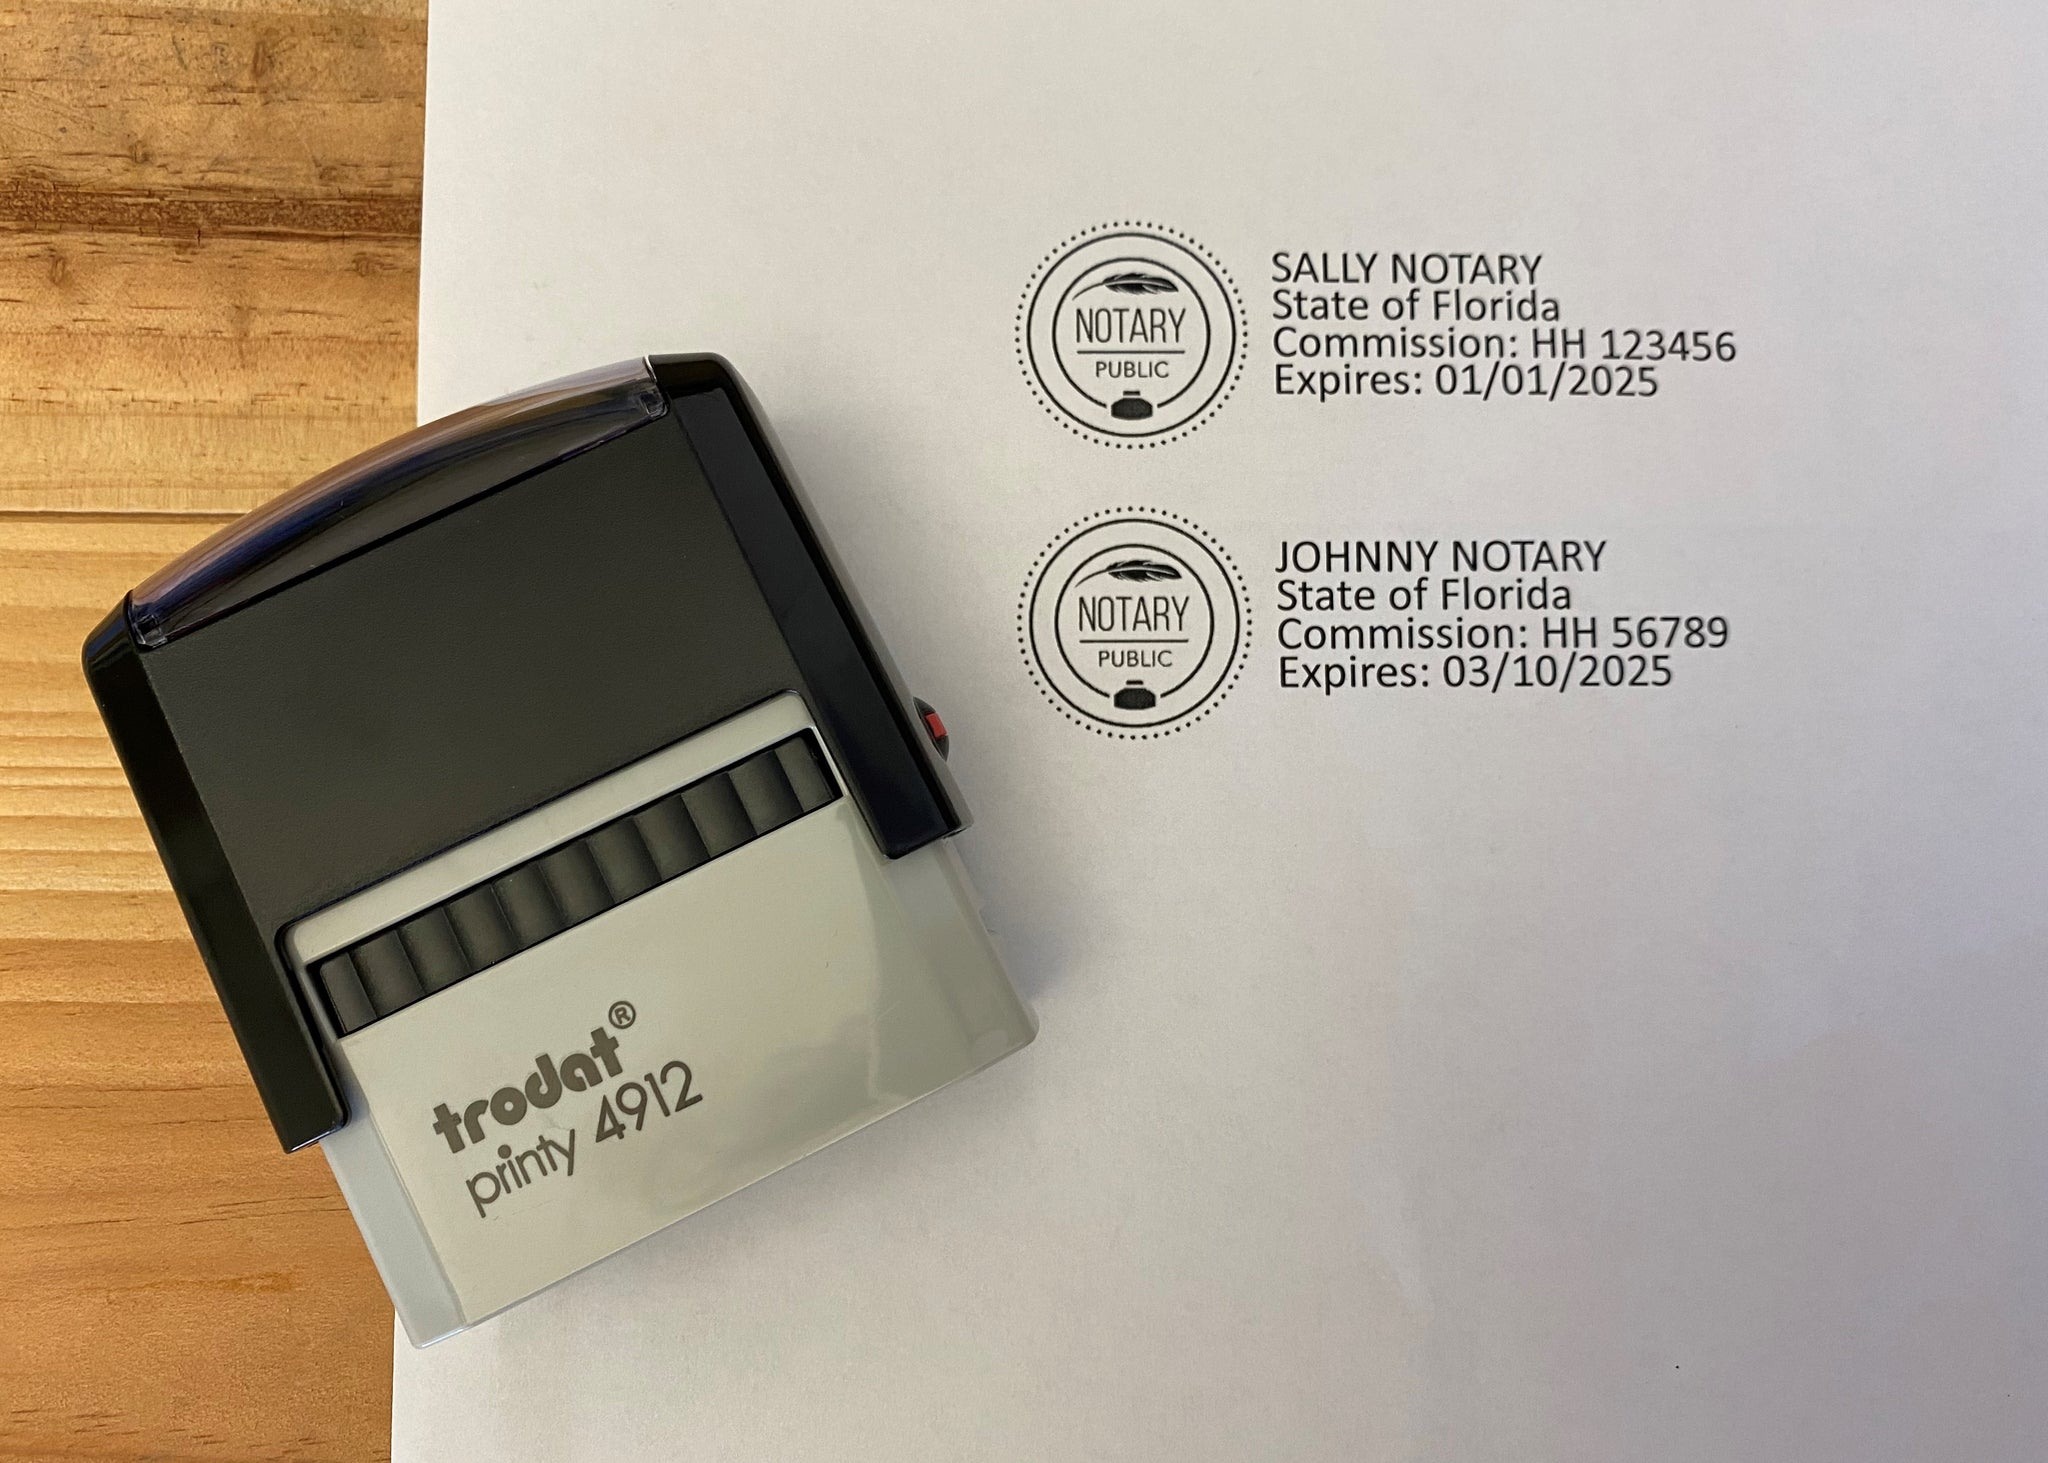 NOTARY
PUBLIC
SALLY NOTARY
State of Florida
Commission: HH 123456
Expires: 01/01/2025
NOTARY
PUBLIC
JOHNNY NOTARY
State of Florida
Commission: HH 56789
Expires: 03/10/2025
trodat®
printy 4912